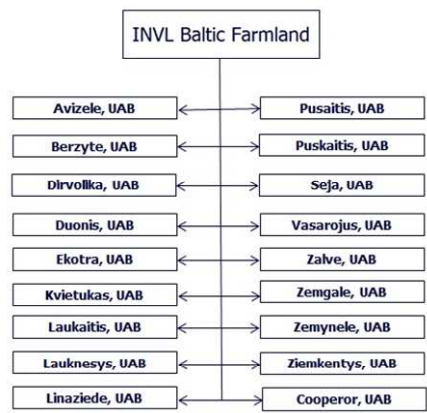 INVL Baltic Farmland
Avizele, UAB
Pusaitis, UAB
Berzyte, UAB
Puskaitis, UAB
Dirvolika, UAB
Seja, UAB
Duonis, UAB
Vasarojus, UAB
Ekotra, UAB
Zalve, UAB
Kvietukas, UAB
Zemgale, UAB
Laukaitis, UAB
Zemynele, UAB
Lauknesys, UAB
Ziemkentys, UAB
Linaziede, UAB
Cooperor, UAB